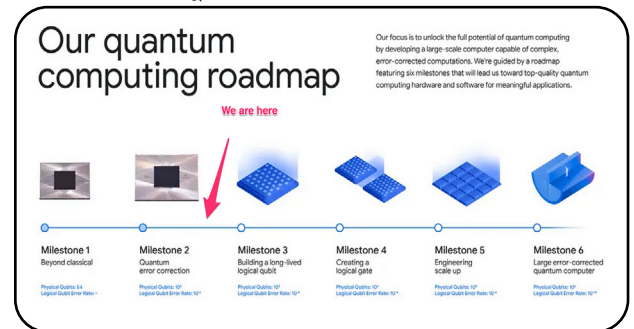 Our quantum
computing roadmap
Our focus is to unlock the full potential of quantum computing
by developing a large-scale computer capable of complex,
error-corrected computations. We're guided by a roadmap
featuring six milestones that will lead us toward top-quality quantum
computing hardware and software for meaningful applications.
We are here
Milestone 1
Beyond classical
Physical Qubits: 54
Logical Qubit Error Rate: -
Milestone 2
Quantum
error correction
Physical Qubits:
Logical Qubit Error Rate:
Milestone 3
Building a long-lived
logical qubit
Physical Qubits:
Logical Qubit Error Rate:
Milestone 4
Creating a
logical gate
Physical Qubits:
Logical Qubit Error Rate:
Milestone 5
Engineering
scale up
Physical Qubits:
Logical Qubit Error Rate:
Milestone 6
Large error-corrected
quantum computer
Physical Qubits:
Logical Qubit Error Rate: